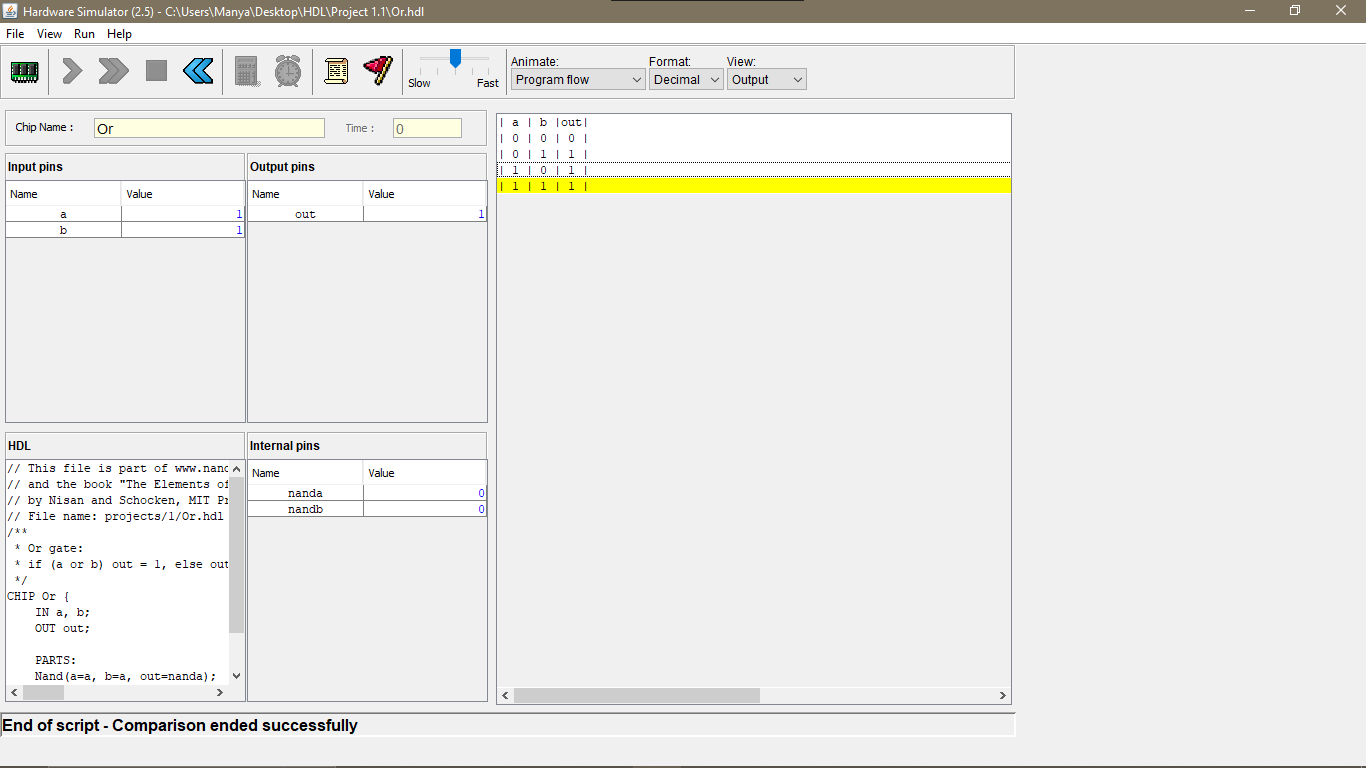 Hardware Simulator (2.5) - C:\Users\Manya\Desktop\HDL\Project 1.1\Or.hdl
File View Run Help
Slow Fast
Animate: Format: View:
Program flow Decimal Output
Chip Name : Or Time : 0
Input pins Output pins
Name Value Name Value
a 1 out 1
b 1
| a | b |out|
| 0 | 0 | 0 |
| 0 | 1 | 1 |
| 1 | 0 | 1 |
| 1 | 1 | 1 |
HDL
// This file is part of www.nand
// and the book "The Elements of
// by Nisan and Schocken, MIT Pr
// File name: projects/1/Or.hdl
/**
* Or gate:
* if (a or b) out = 1, else out
*/
CHIP Or {
IN a, b;
OUT out;
PARTS:
Nand(a=a, b=a, out=nanda);
Internal pins
Name Value
nanda 0
nandb 0
End of script - Comparison ended successfully